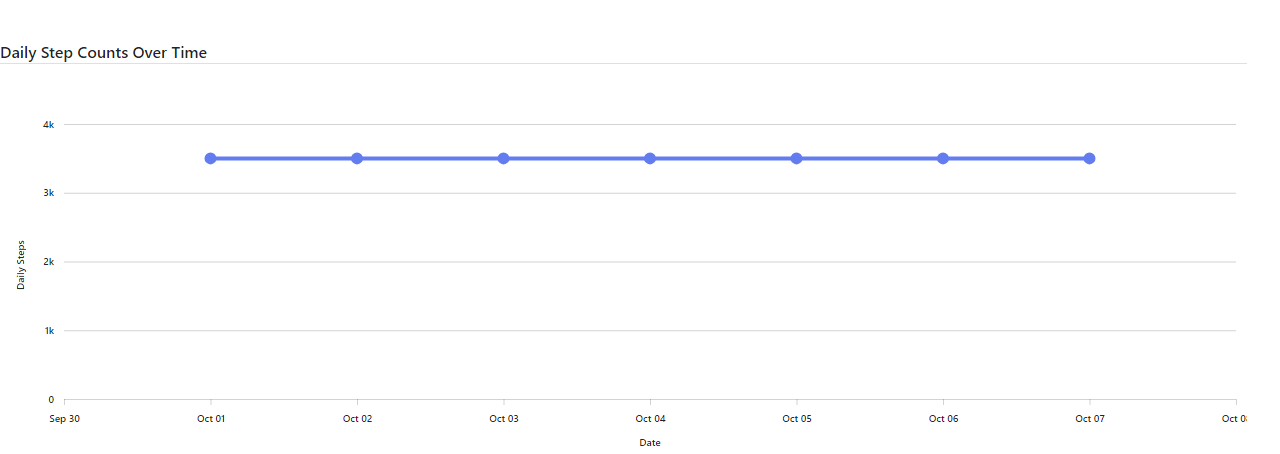 Daily Step Counts Over Time
4k
3k
2k
1k
0
Daily Steps
Sep 30 Oct 01 Oct 02 Oct 03 Oct 04 Oct 05 Oct 06 Oct 07 Oct
Date